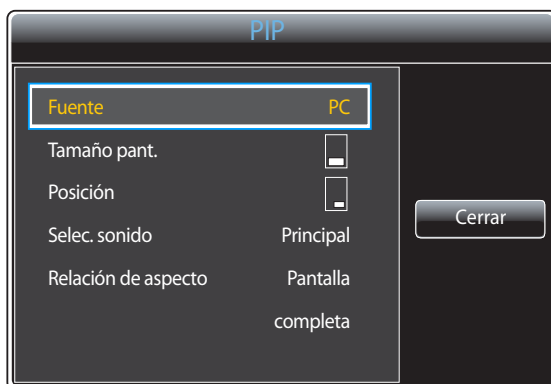 PIP
Fuente PC
Tamaño pant.
Posición
Selec. sonido Principal
Relación de aspecto Pantalla
completa
Cerrar